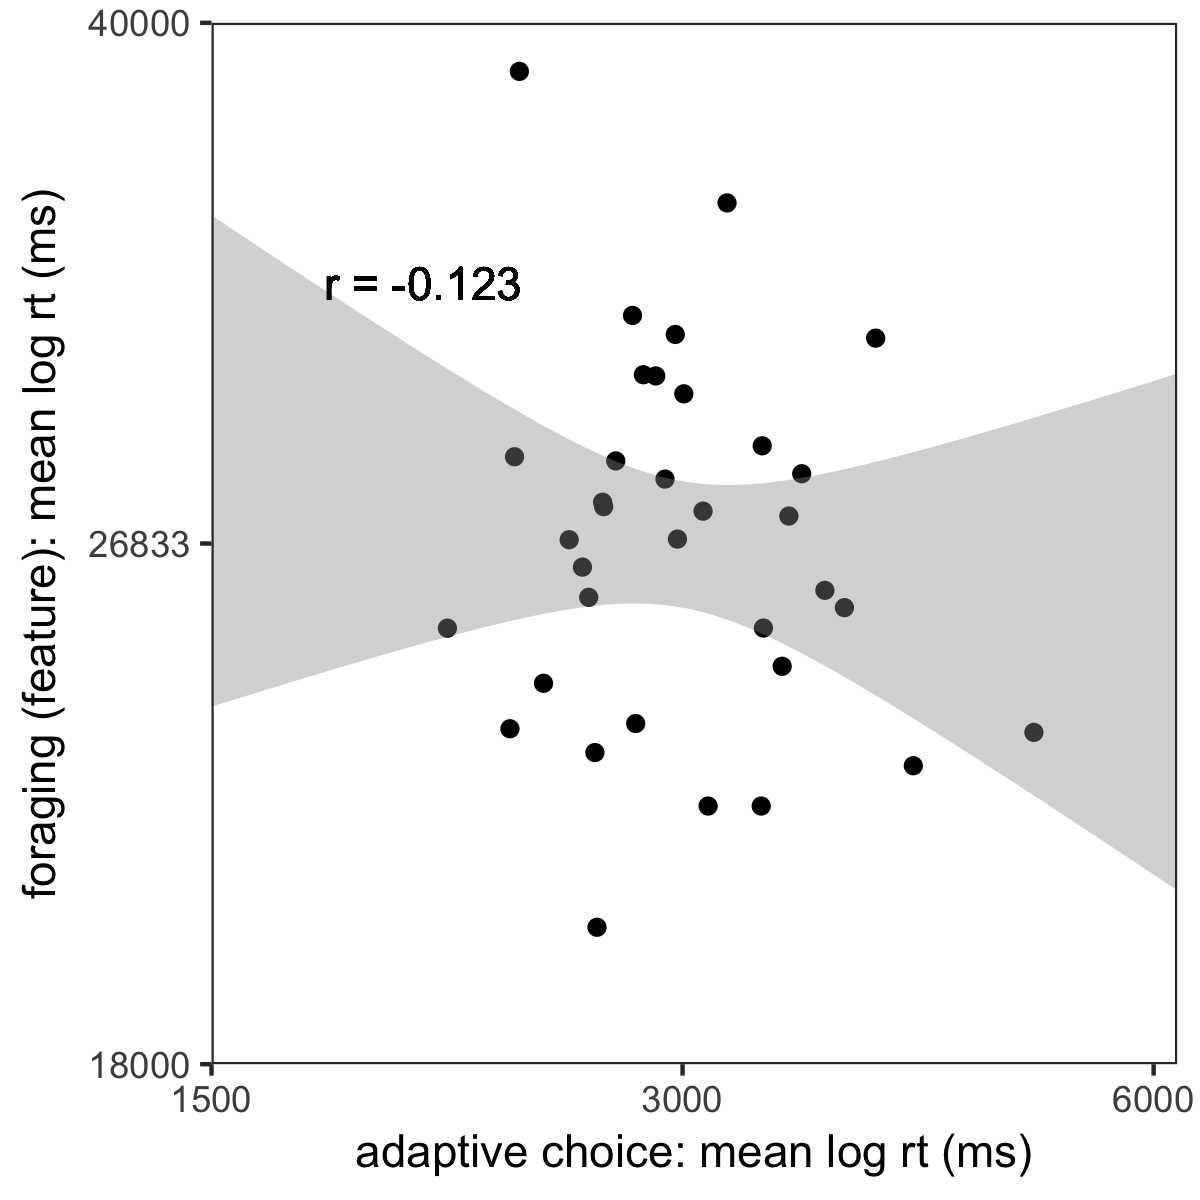 40000
foraging (feature): mean log rt (ms)
r = -0.123
26833
18000
1500
3000
6000
adaptive choice: mean log rt (ms)